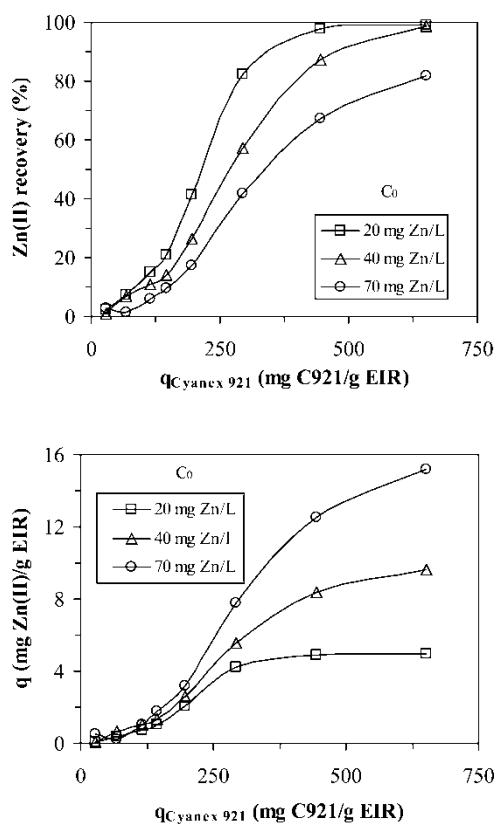 100
80
60
40
20
0
Zn(II) recovery (%)
C0
20 mg Zn/L
40 mg Zn/L
70 mg Zn/L
0 250 500 750
qCyanex 921 (mg C921/g EIR)
16
12
8
4
0
q (mg Zn(II)/g EIR)
C0
20 mg Zn/L
40 mg Zn/l
70 mg Zn/L
0 250 500 750
qCyanex 921 (mg C921/g EIR)